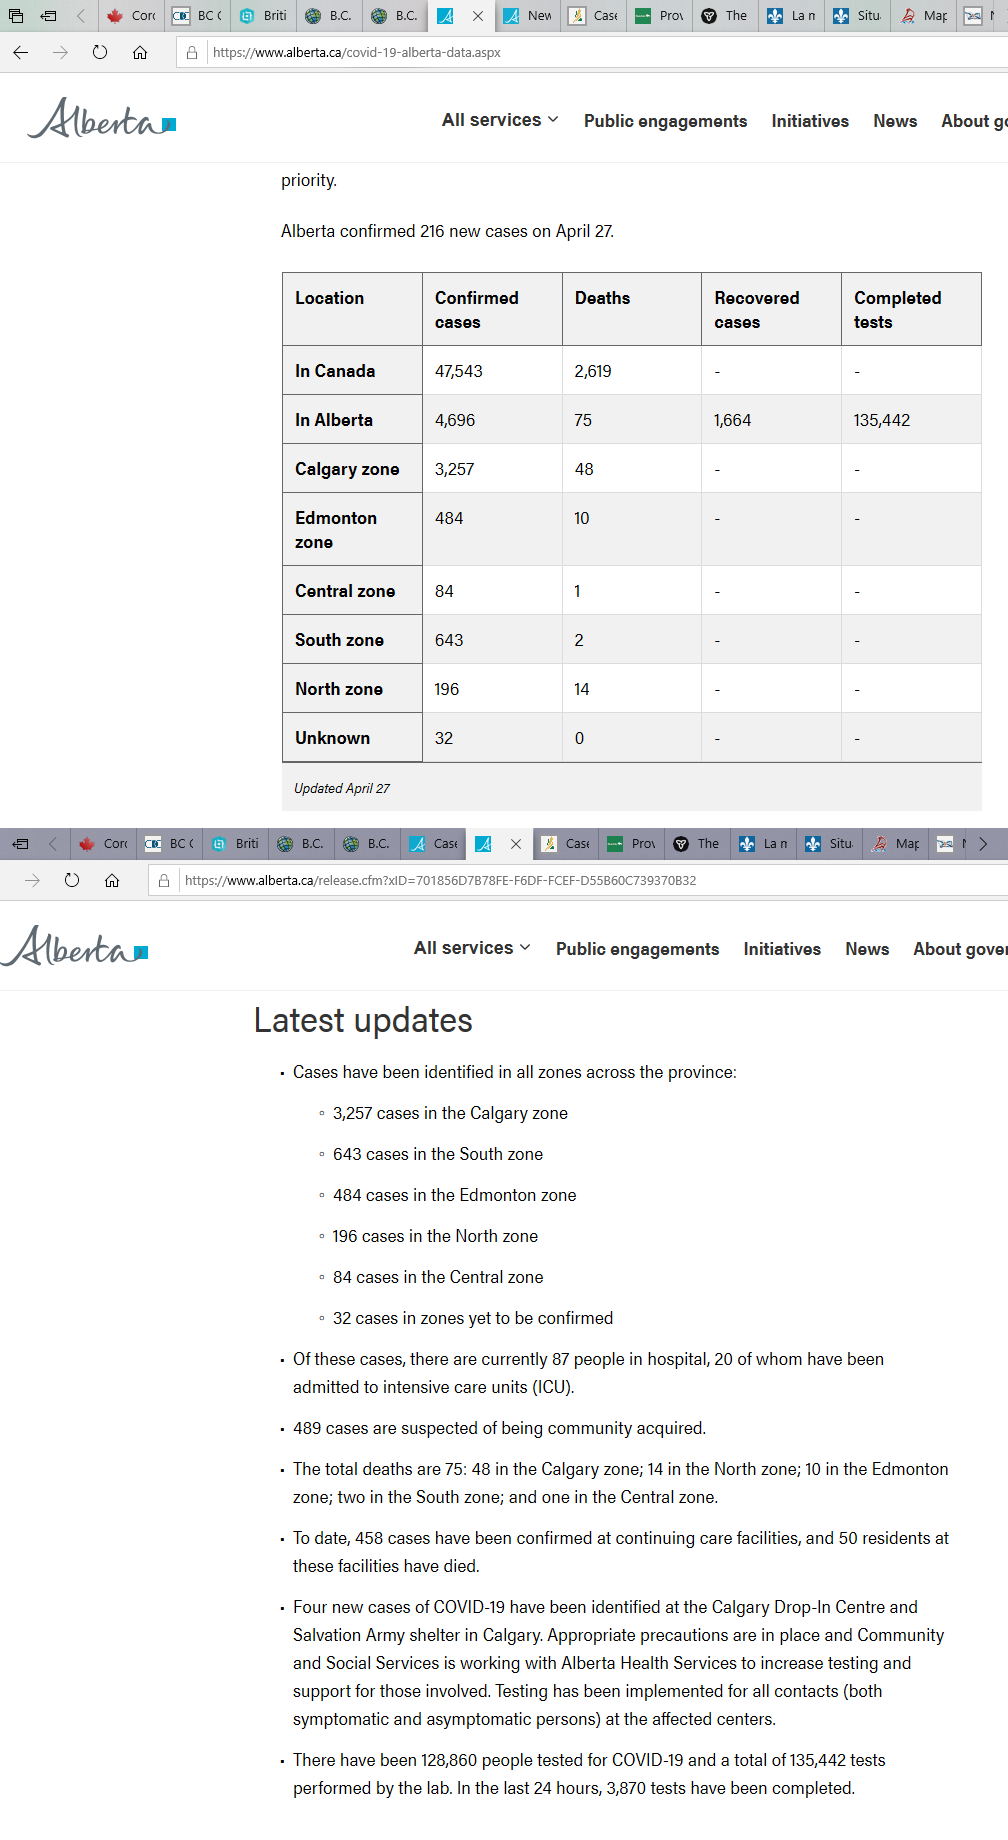 Cord BC ( Briti B.C. B.C. New Case Prov The La n Situ Map
https://www.alberta.ca/covid-19-alberta-data.aspx
Alberta
All services Public engagements Initiatives News About go
priority.
Alberta confirmed 216 new cases on April 27.
Location Confirmed cases Deaths Recovered cases Completed tests
In Canada 47,543 2,619 - -
In Alberta 4,696 75 1,664 135,442
Calgary zone 3,257 48 - -
Edmonton zone 484 10 - -
Central zone 84 1 - -
South zone 643 2 - -
North zone 196 14 - -
Unknown 32 0 - -
Updated April 27
BC ( Briti B.C. B.C. Case Case Prov The La n Situ Map
https://www.alberta.ca/release.cfm?xID=701856D7B78FE-F6DF-FCEF-D55B60C739370B32
Alberta
All services Public engagements Initiatives News About gover
Latest updates
▪ Cases have been identified in all zones across the province:
▫ 3,257 cases in the Calgary zone
▫ 643 cases in the South zone
▫ 484 cases in the Edmonton zone
▫ 196 cases in the North zone
▫ 84 cases in the Central zone
▫ 32 cases in zones yet to be confirmed
▪ Of these cases, there are currently 87 people in hospital, 20 of whom have been
admitted to intensive care units (ICU).
▪ 489 cases are suspected of being community acquired.
▪ The total deaths are 75: 48 in the Calgary zone; 14 in the North zone; 10 in the Edmonton
zone; two in the South zone; and one in the Central zone.
▪ To date, 458 cases have been confirmed at continuing care facilities, and 50 residents at
these facilities have died.
▪ Four new cases of COVID-19 have been identified at the Calgary Drop-In Centre and
Salvation Army shelter in Calgary. Appropriate precautions are in place and Community
and Social Services is working with Alberta Health Services to increase testing and
support for those involved. Testing has been implemented for all contacts (both
symptomatic and asymptomatic persons) at the affected centers.
▪ There have been 128,860 people tested for COVID-19 and a total of 135,442 tests
performed by the lab. In the last 24 hours, 3,870 tests have been completed.